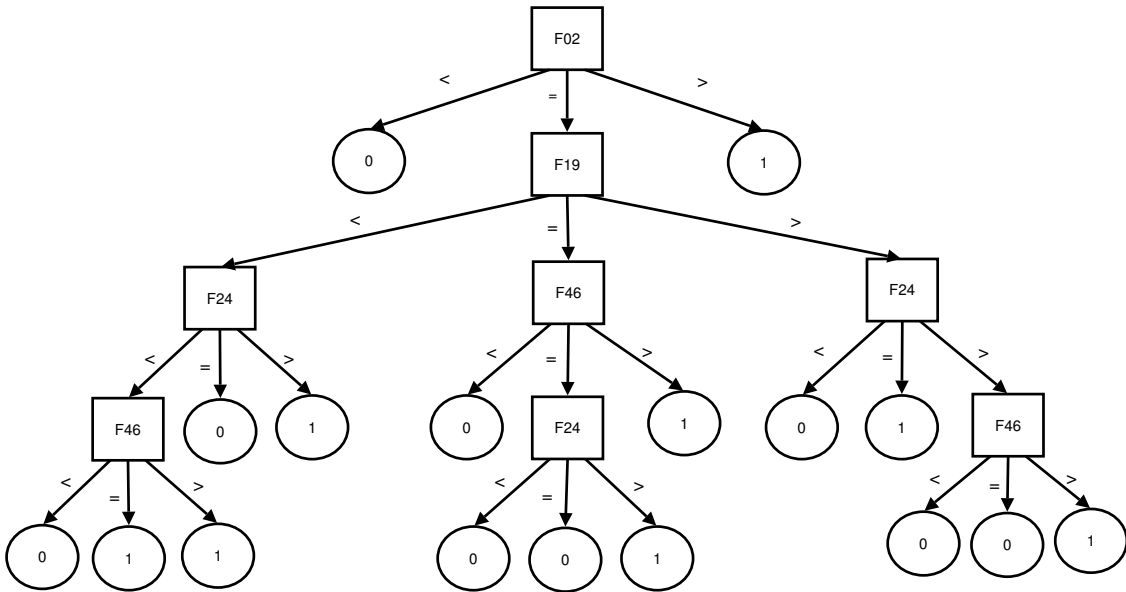 F02
< = >
0 F19 1
< = >
F24 F46 F24
< = > < = > < = >
F46 0 1 0 F24 1 0 1 F46
< = > < = > < = >
0 1 1 0 0 1 0 0 1